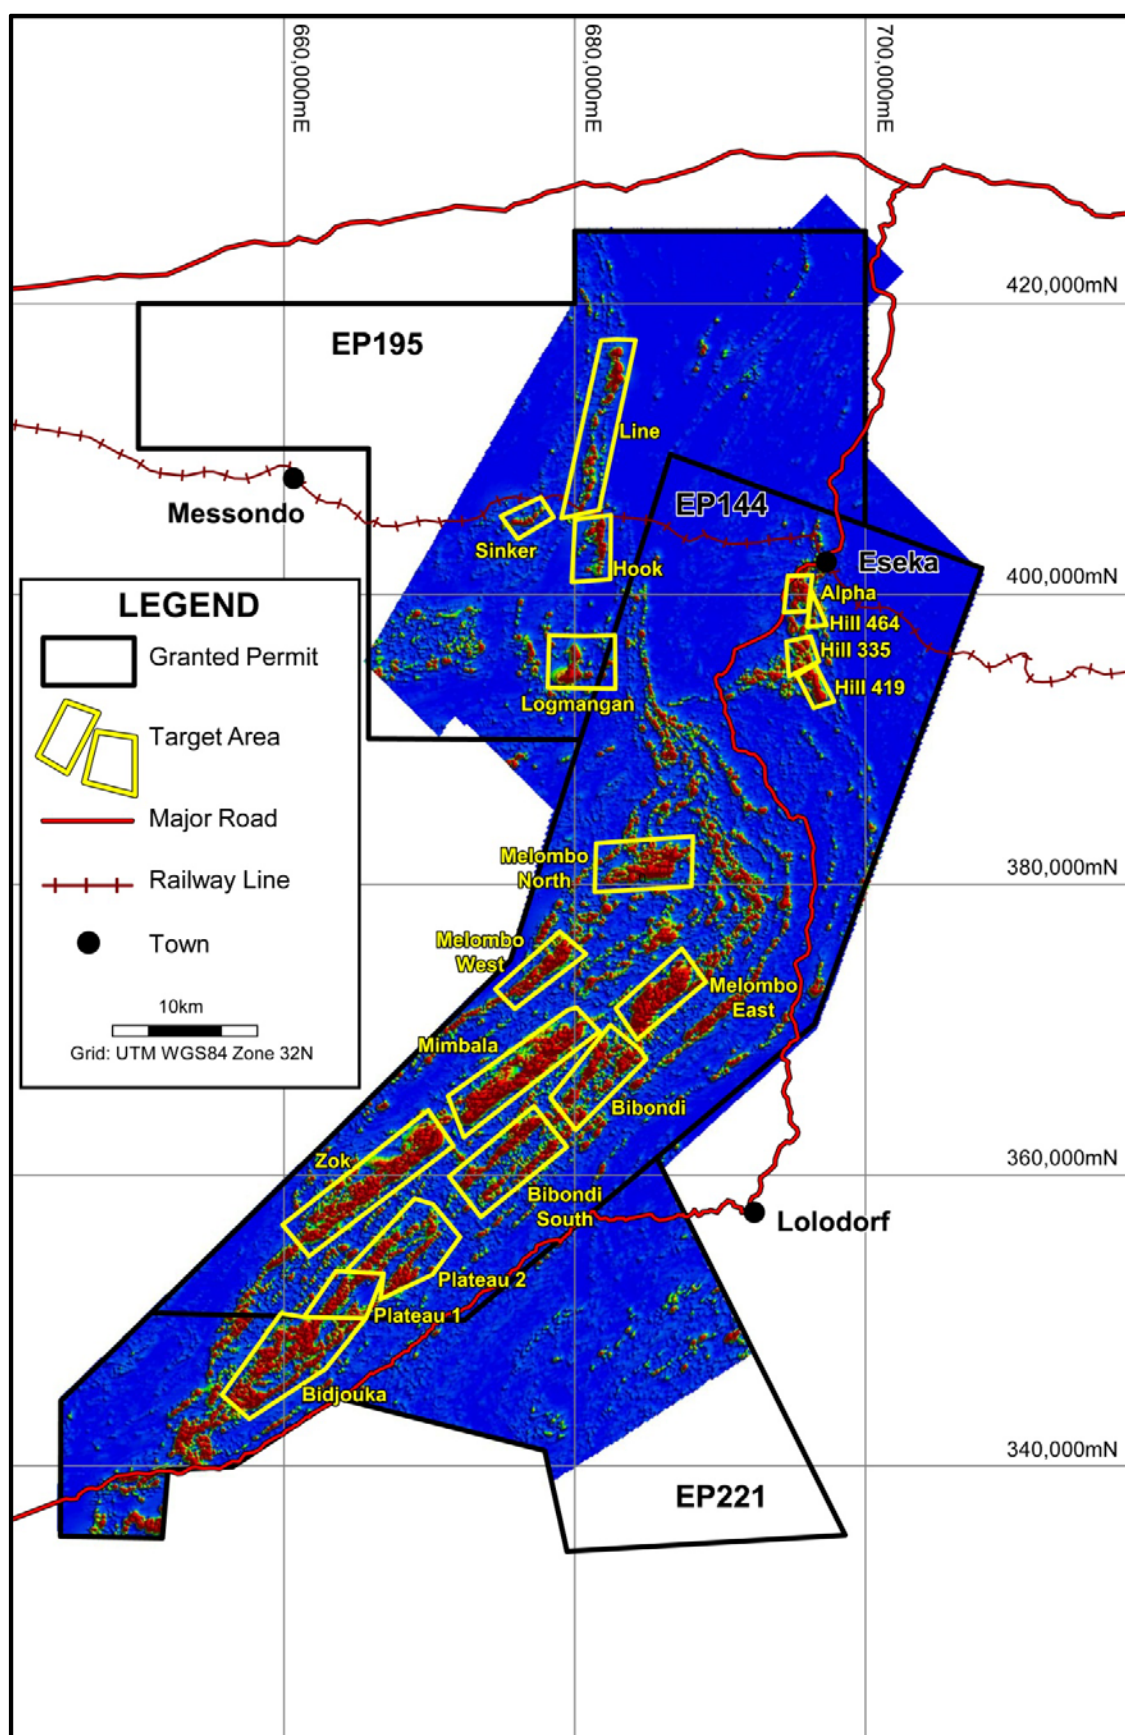 660,000mE
680,000mE
700,000mE
420,000mN
EP195
Line
EP144
Messondo
Sinker
Hook
Eseka
400,000mN
Alpha
Hill 464
Hill 335
Hill 419
Logmangan
LEGEND
Granted Permit
Target Area
Major Road
Railway Line
Town
10km
Grid: UTM WGS84 Zone 32N
Melombo
North
380,000mN
Melombo
West
Melombo
East
Mimbala
Bibondi
Zok
360,000mN
Bibondi
South
Lolodorf
Plateau 2
Plateau 1
Bidjouka
340,000mN
EP221